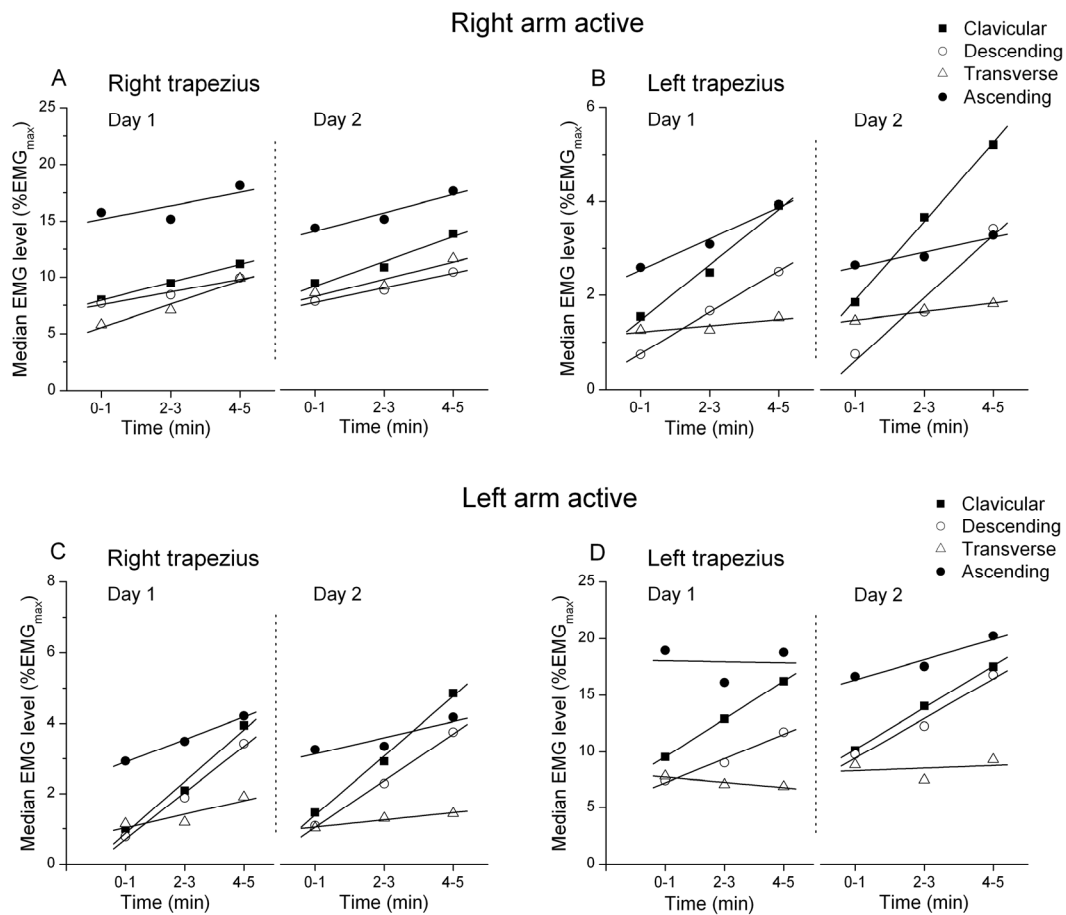 Right arm active
Clavicular
Descending
Transverse
Ascending
A
Right trapezius
Day 1
Day 2
Median EMG level (%EMGmax)
25
20
15
10
5
0
0-1
2-3
4-5
0-1
2-3
4-5
Time (min)
Time (min)
B
Left trapezius
Day 1
Day 2
Median EMG level (%EMGmax)
6
4
2
0
0-1
2-3
4-5
0-1
2-3
4-5
Time (min)
Time (min)
Left arm active
Clavicular
Descending
Transverse
Ascending
C
Right trapezius
Day 1
Day 2
Median EMG level (%EMGmax)
8
6
4
2
0
0-1
2-3
4-5
0-1
2-3
4-5
Time (min)
Time (min)
D
Left trapezius
Day 1
Day 2
Median EMG level (%EMGmax)
25
20
15
10
5
0
0-1
2-3
4-5
0-1
2-3
4-5
Time (min)
Time (min)